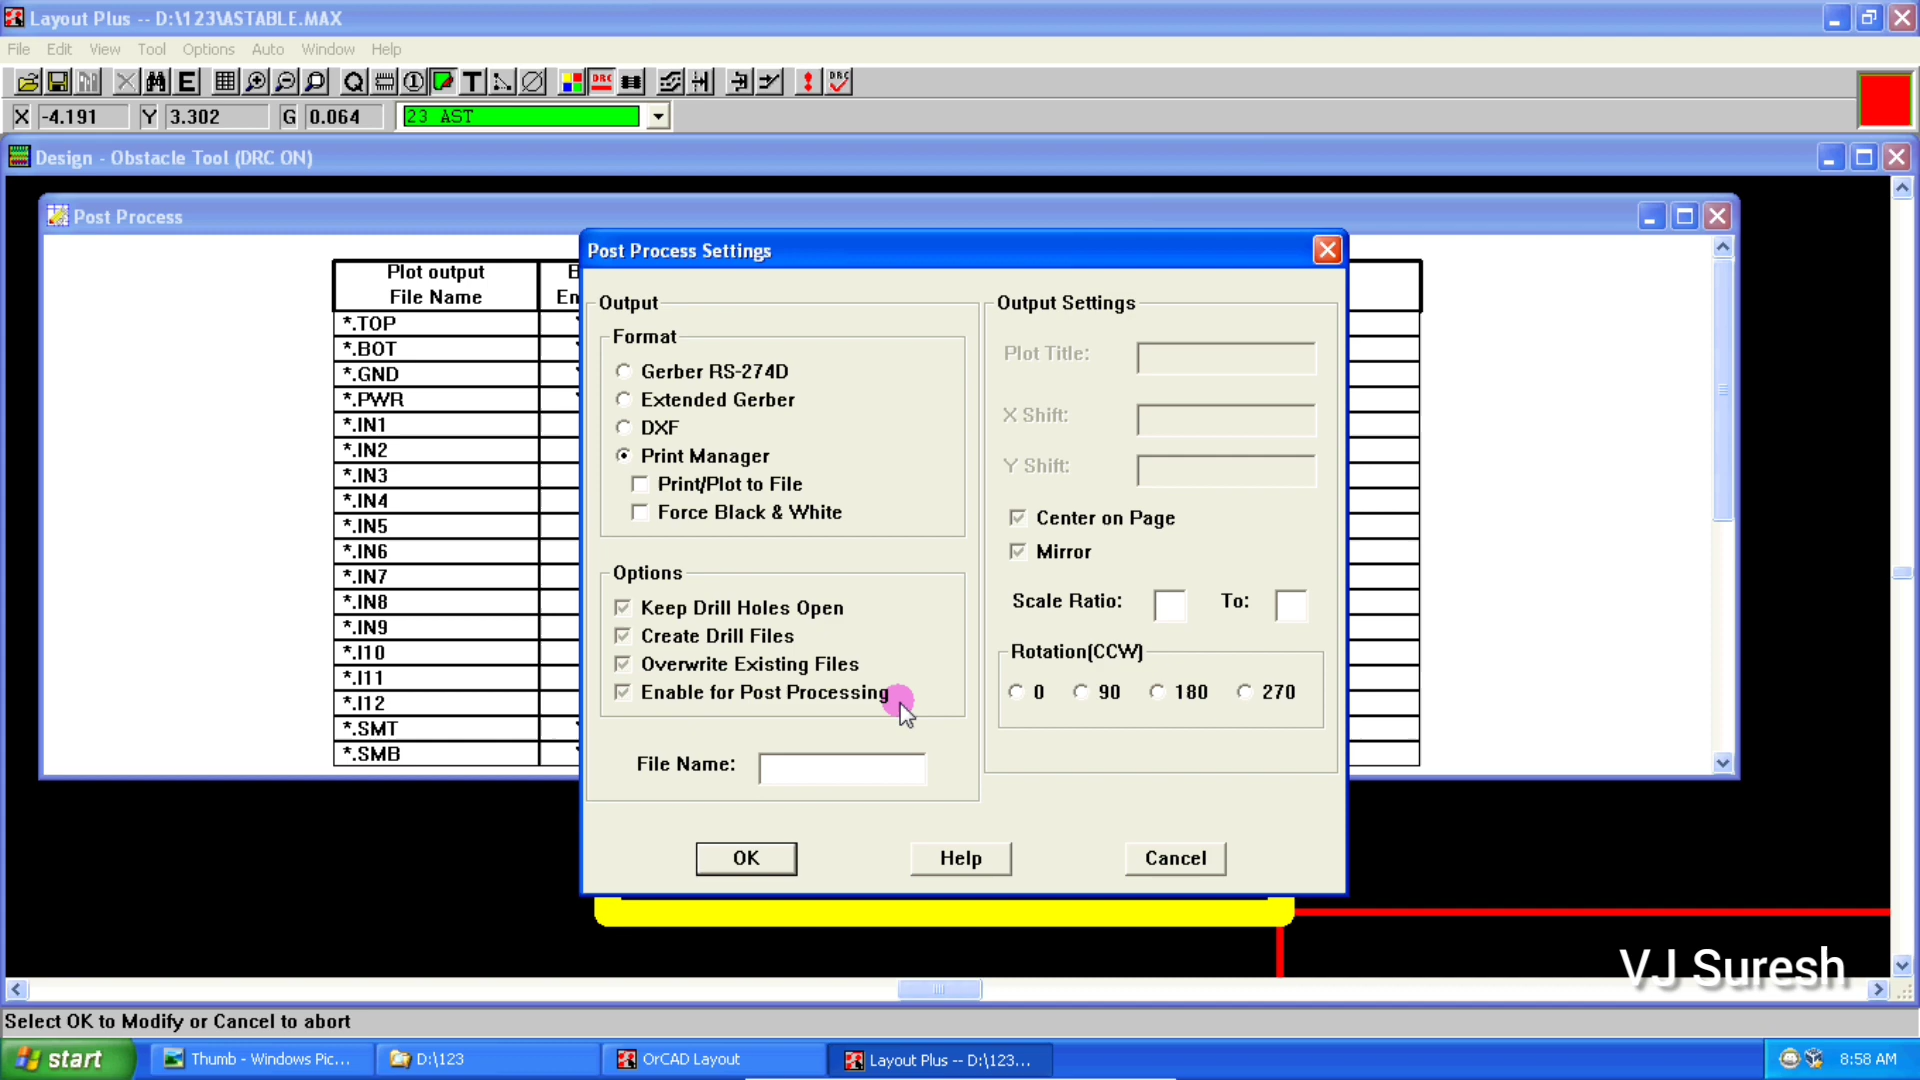 Layout Plus -- D:\123\ASTABLE.MAX
File Edit View Tool Options Auto Window Help
E Q 1 T DRC DRC
X -4.191 Y 3.302 G 0.064 23 AST
Design - Obstacle Tool (DRC ON)
Post Process
Plot output
File Name
*.TOP
*.BOT
*.GND
*.PWR
*.IN1
*.IN2
*.IN3
*.IN4
*.IN5
*.IN6
*.IN7
*.IN8
*.IN9
*.I10
*.I11
*.I12
*.SMT
*.SMB
Post Process Settings
Output
Format
Gerber RS-274D
Extended Gerber
DXF
Print Manager
Print/Plot to File
Force Black & White
Options
Keep Drill Holes Open
Create Drill Files
Overwrite Existing Files
Enable for Post Processing
File Name:
Output Settings
Plot Title:
X Shift:
Y Shift:
Center on Page
Mirror
Scale Ratio: To:
Rotation(CCW)
0 90 180 270
OK Help Cancel
VJ Suresh
Select OK to Modify or Cancel to abort
start Thumb - Windows Pic... D:\123 OrCAD Layout Layout Plus -- D:\123... 8:58 AM